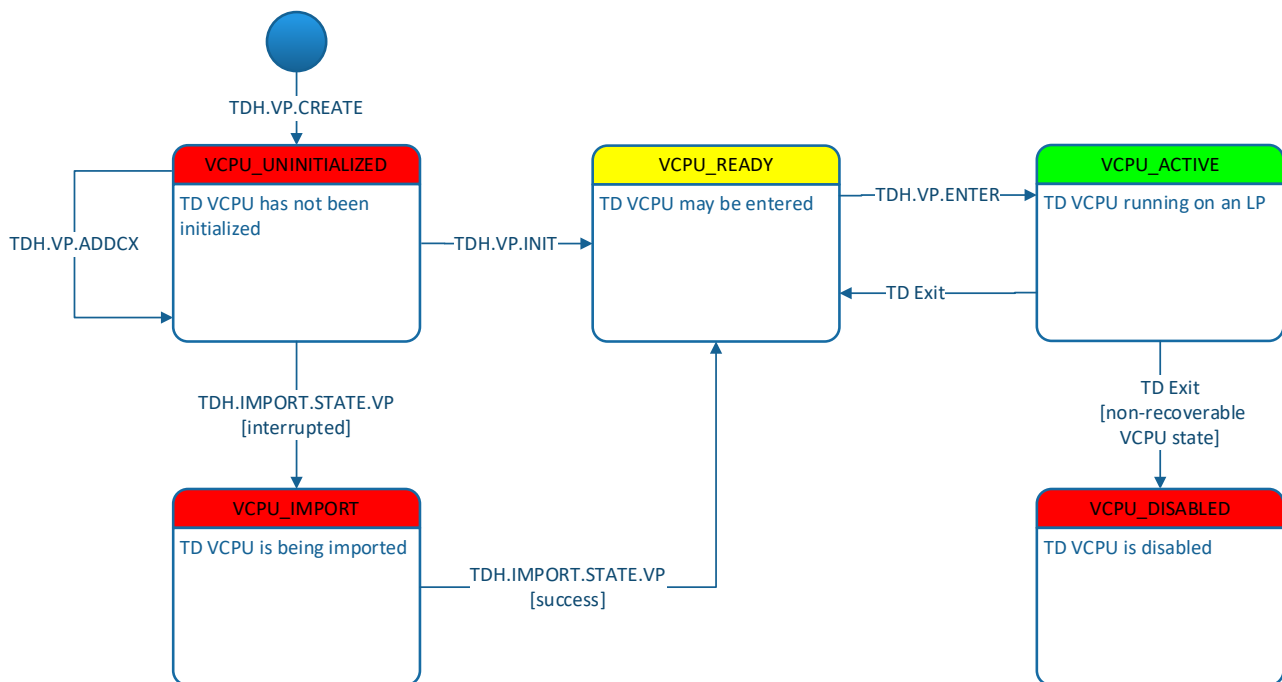 TDH.VP.CREATE
VCPU_UNINITIALIZED
TD VCPU has not been
initialized
TDH.VP.ADDCX
TDH.VP.INIT
VCPU_READY
TD VCPU may be entered
TDH.VP.ENTER
TD Exit
VCPU_ACTIVE
TD VCPU running on an LP
TDH.IMPORT.STATE.VP
[interrupted]
TD Exit
[non-recoverable
VCPU state]
VCPU_IMPORT
TD VCPU is being imported
TDH.IMPORT.STATE.VP
[success]
VCPU_DISABLED
TD VCPU is disabled